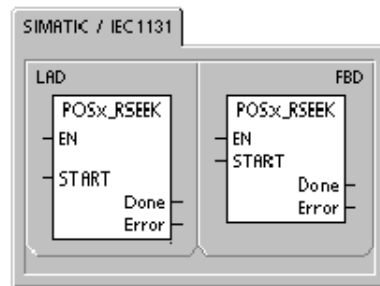 SIMATIC / IEC 1131
LAD
POSx_RSEEK
EN
START
Done
Error
FBD
POSx_RSEEK
EN
START
Done
Error